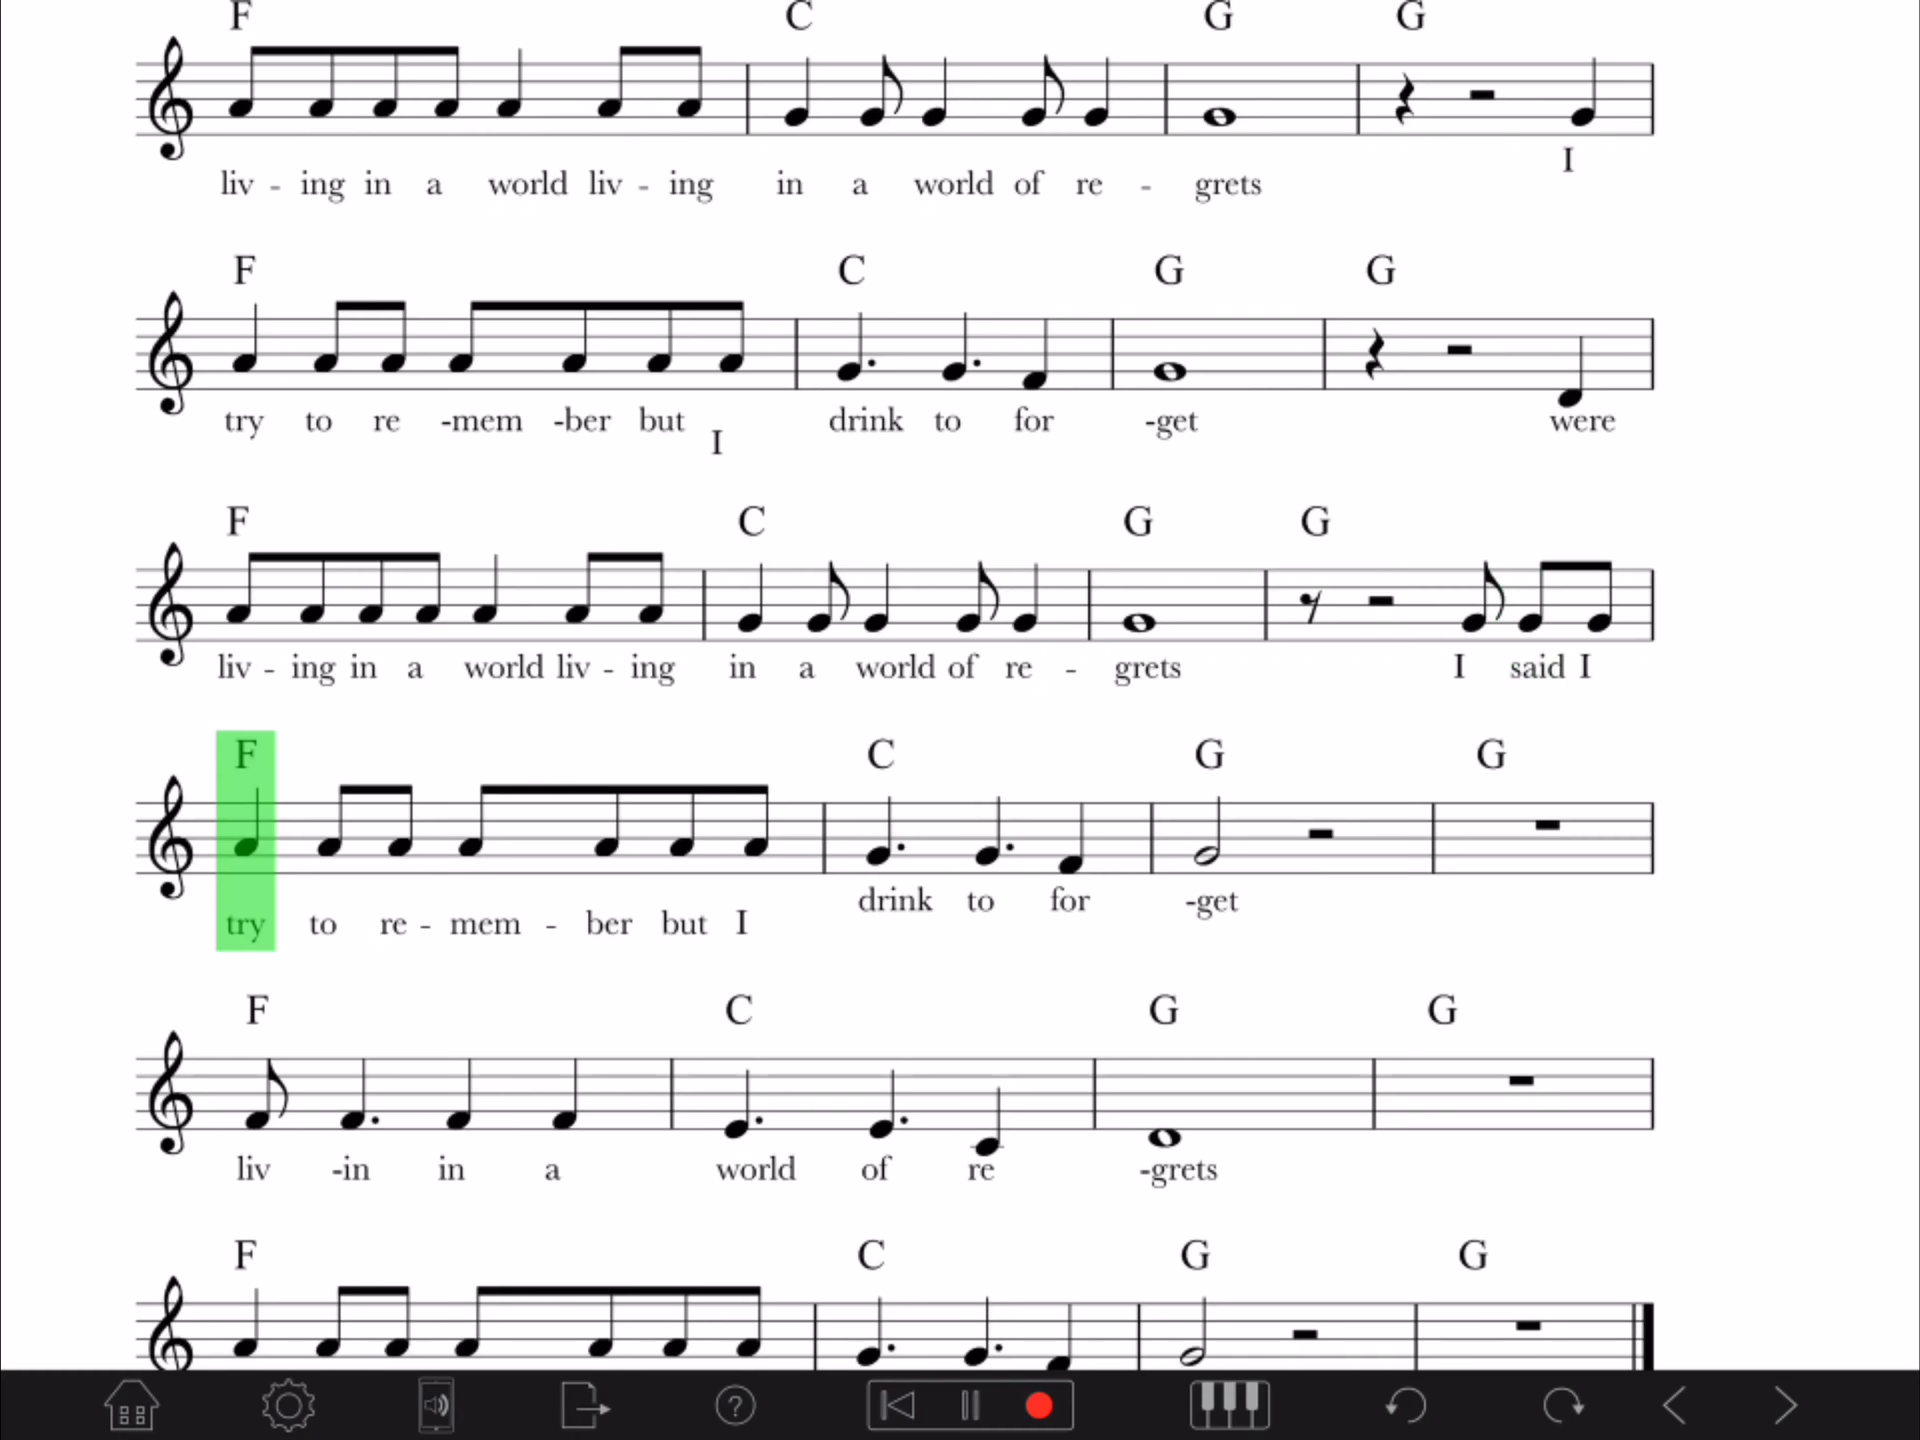 F C G G
I
liv - ing in a world liv - ing in a world of re - grets
F C G G
try to re -mem -ber but I drink to for -get were
F C G G
liv - ing in a world liv - ing in a world of re - grets I said I
F C G G
try to re - mem - ber but I drink to for -get
F C G G
liv -in in a world of re -grets
F C G G
?